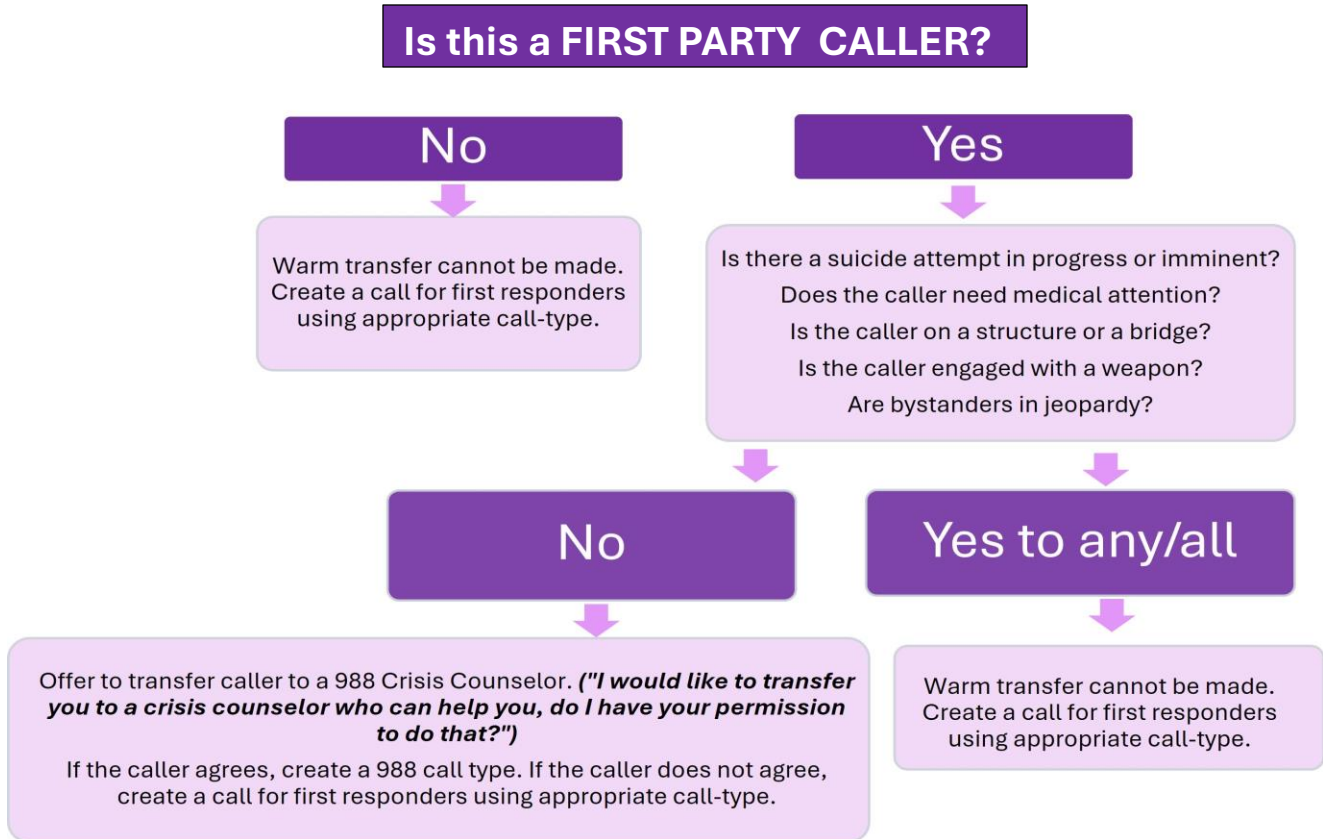 Is this a FIRST PARTY CALLER?
No
Yes
Warm transfer cannot be made.
Create a call for first responders
using appropriate call-type.
Is there a suicide attempt in progress or imminent?
Does the caller need medical attention?
Is the caller on a structure or a bridge?
Is the caller engaged with a weapon?
Are bystanders in jeopardy?
No
Yes to any/all
Offer to transfer caller to a 988 Crisis Counselor. ("I would like to transfer
you to a crisis counselor who can help you, do I have your permission
to do that?")
If the caller agrees, create a 988 call type. If the caller does not agree,
create a call for first responders using appropriate call-type.
Warm transfer cannot be made.
Create a call for first responders
using appropriate call-type.